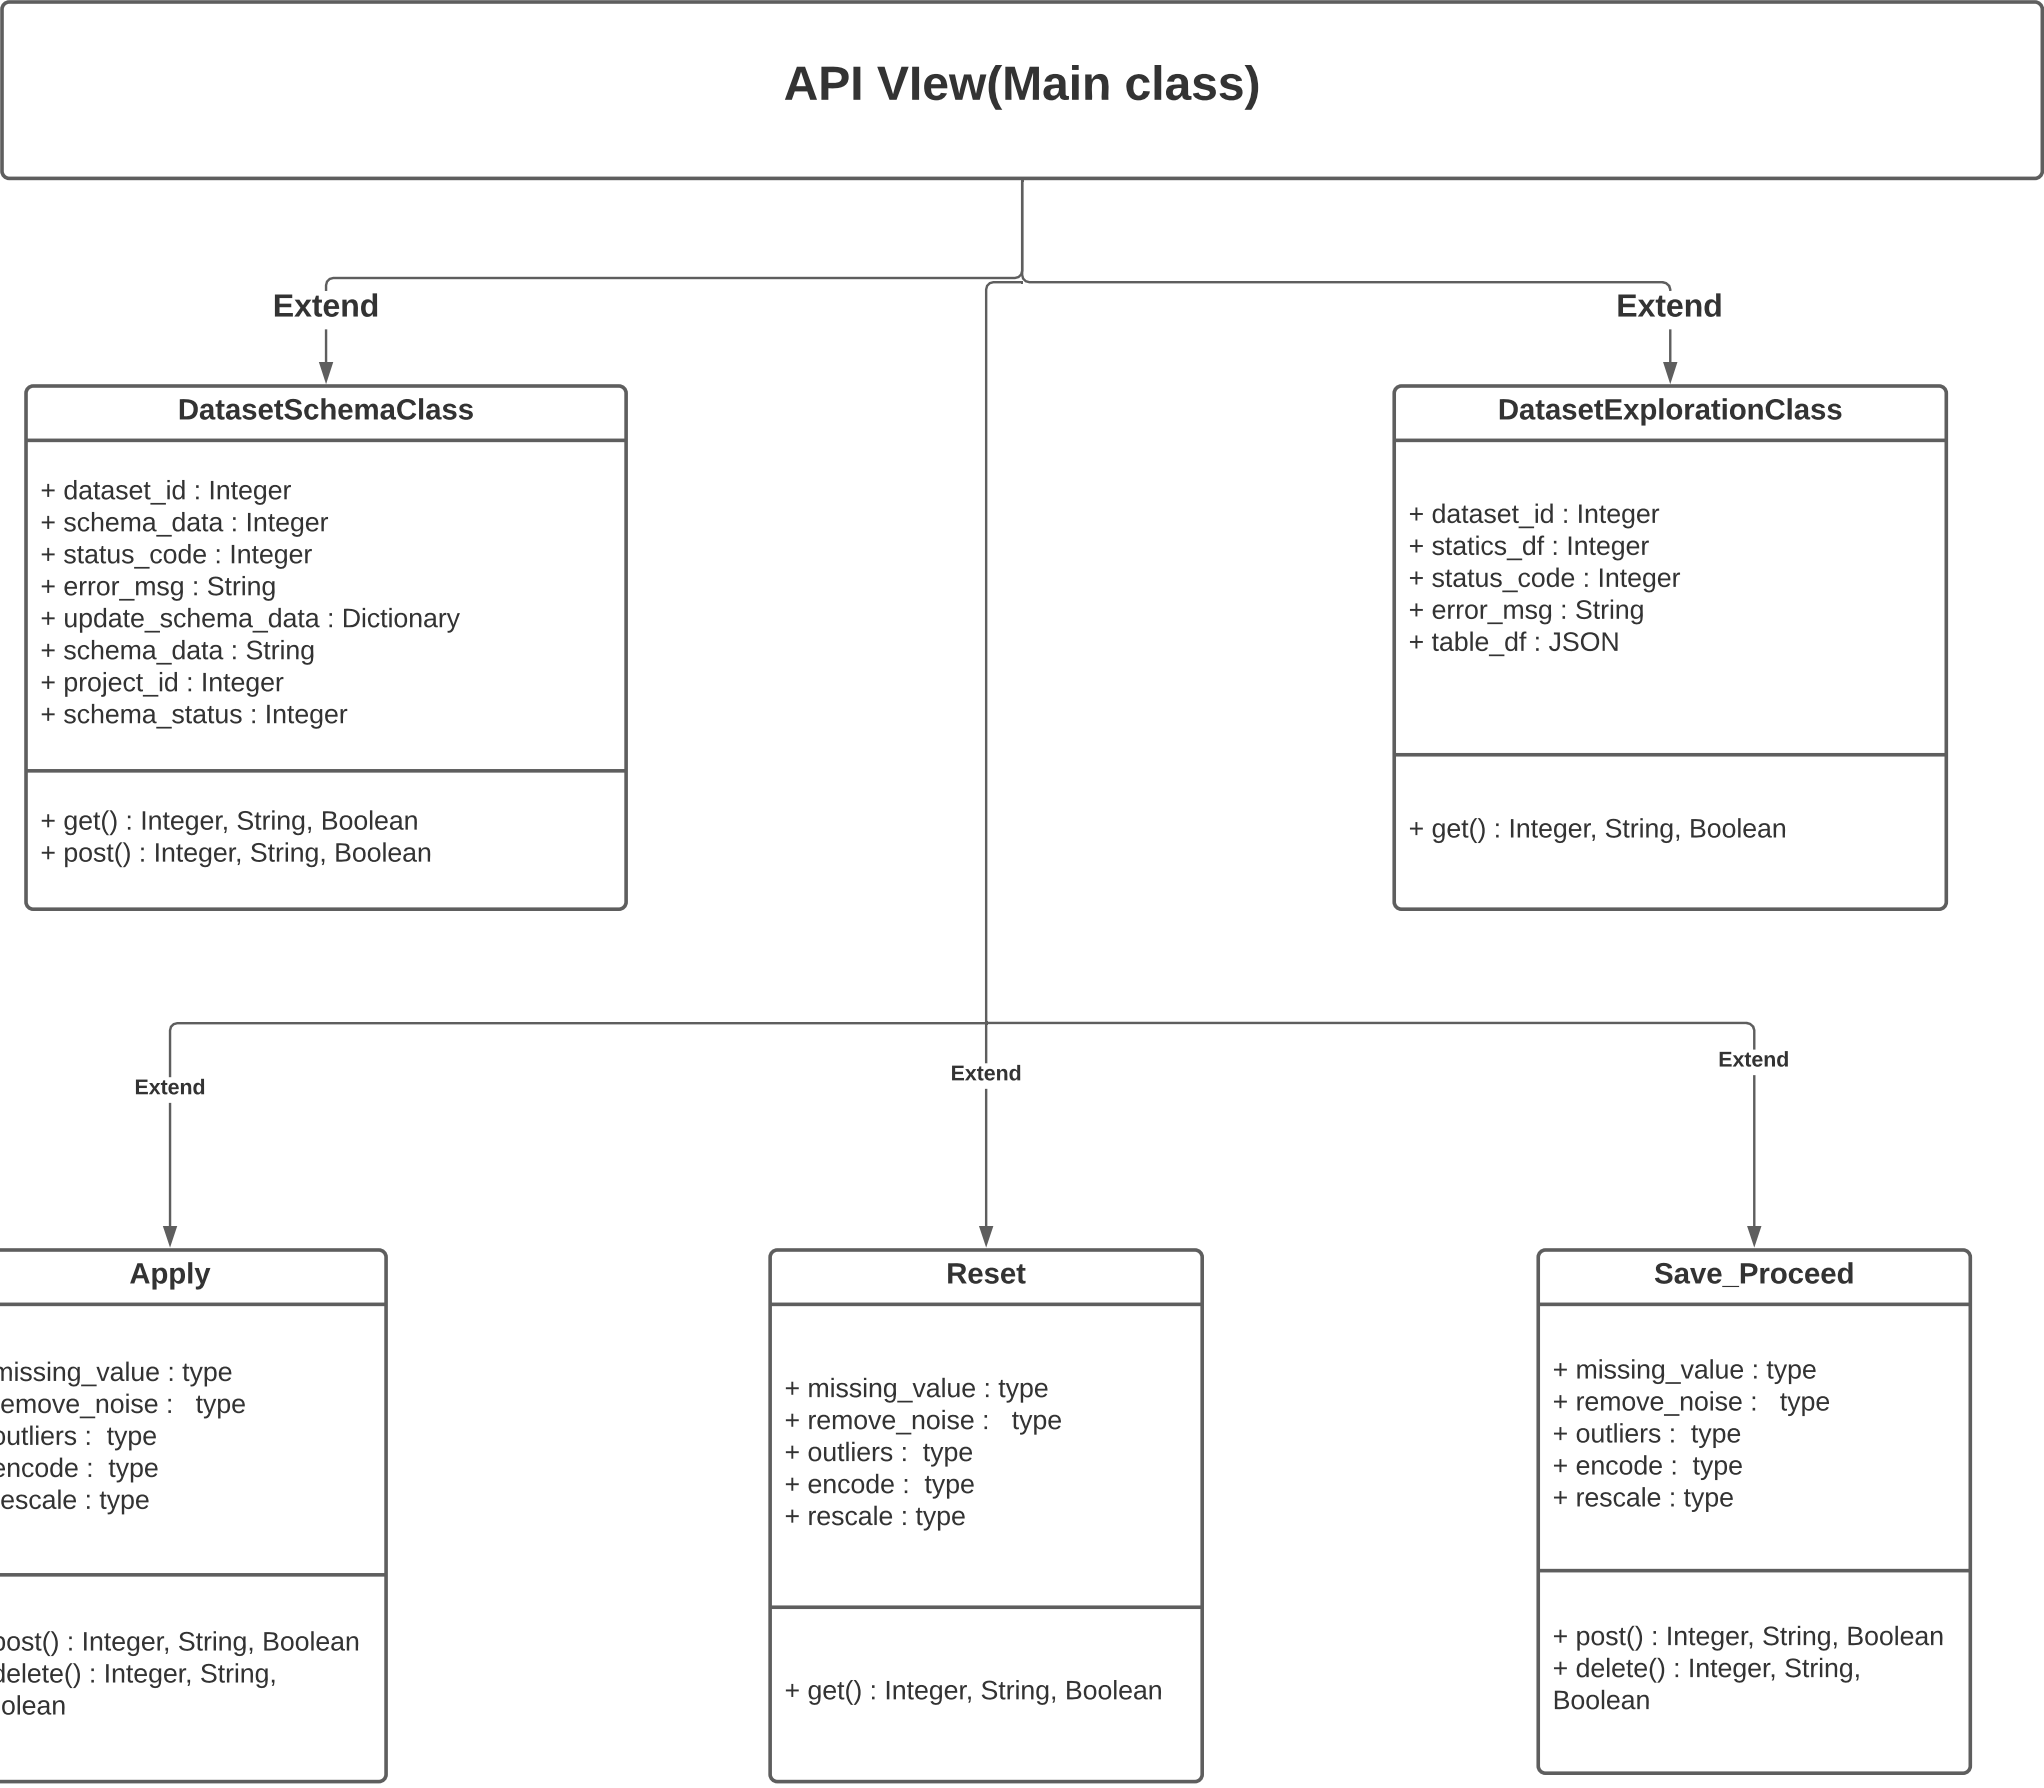 API VIew(Main class)
Extend
Extend
DatasetSchemaClass
+ dataset_id : Integer
+ schema_data : Integer
+ status_code : Integer
+ error_msg : String
+ update_schema_data : Dictionary
+ schema_data : String
+ project_id : Integer
+ schema_status : Integer
+ get() : Integer, String, Boolean
+ post() : Integer, String, Boolean
DatasetExplorationClass
+ dataset_id : Integer
+ statics_df : Integer
+ status_code : Integer
+ error_msg : String
+ table_df : JSON
+ get() : Integer, String, Boolean
Extend
Extend
Extend
Apply
missing_value : type
emove_noise :   type
outliers :  type
encode :  type
escale : type
post() : Integer, String, Boolean
delete() : Integer, String,
olean
Reset
+ missing_value : type
+ remove_noise :   type
+ outliers :  type
+ encode :  type
+ rescale : type
+ get() : Integer, String, Boolean
Save_Proceed
+ missing_value : type
+ remove_noise :   type
+ outliers :  type
+ encode :  type
+ rescale : type
+ post() : Integer, String, Boolean
+ delete() : Integer, String,
Boolean